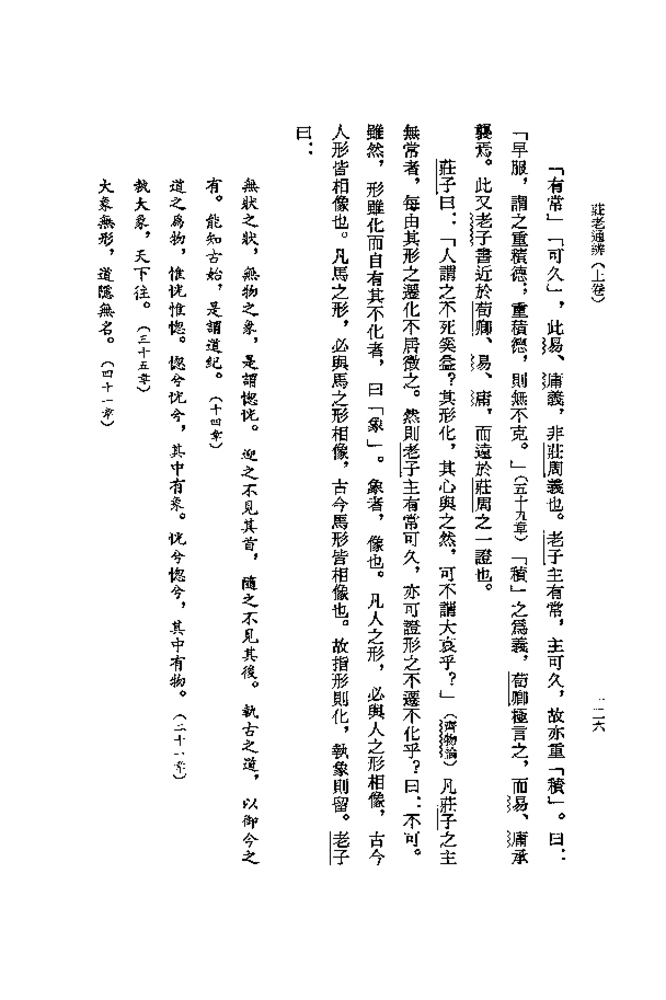 莊老通辨（上卷）
二二六
「有常」「可久」，此易、庸義，非莊周義也。老子主有常，主可久，故亦重「積」。曰：
「早服，謂之重積德；重積德，則無不克。」（五十九章）「積」之爲義，荀卿極言之，而易、庸承
襲焉。此又老子書近於荀卿、易、庸，而遠於莊周之一證也。
莊子曰：「人謂之不死奚益？其形化，其心與之然，可不謂大哀乎？」（齊物論）凡莊子之主
無常者，每由其形之遷化不居徵之。然則老子主有常可久，亦可證形之不遷不化乎？曰：不可。
雖然，形雖化而自有其不化者，曰「象」。象者，像也。凡人之形，必與人之形相像，古今
人形皆相像也。凡馬之形，必與馬之形相像，古今馬形皆相像也。故指形則化，執象則留。老子
曰：
無狀之狀，無物之象，是謂惚恍。迎之不見其首，隨之不見其後。執古之道，以御今之
有。能知古始，是謂道紀。（十四章）
道之爲物，惟恍惟惚。惚兮恍兮，其中有象。恍兮惚兮，其中有物。（二十一章）
執大象，天下往。（三十五章）
大象無形，道隱無名。（四十一章）